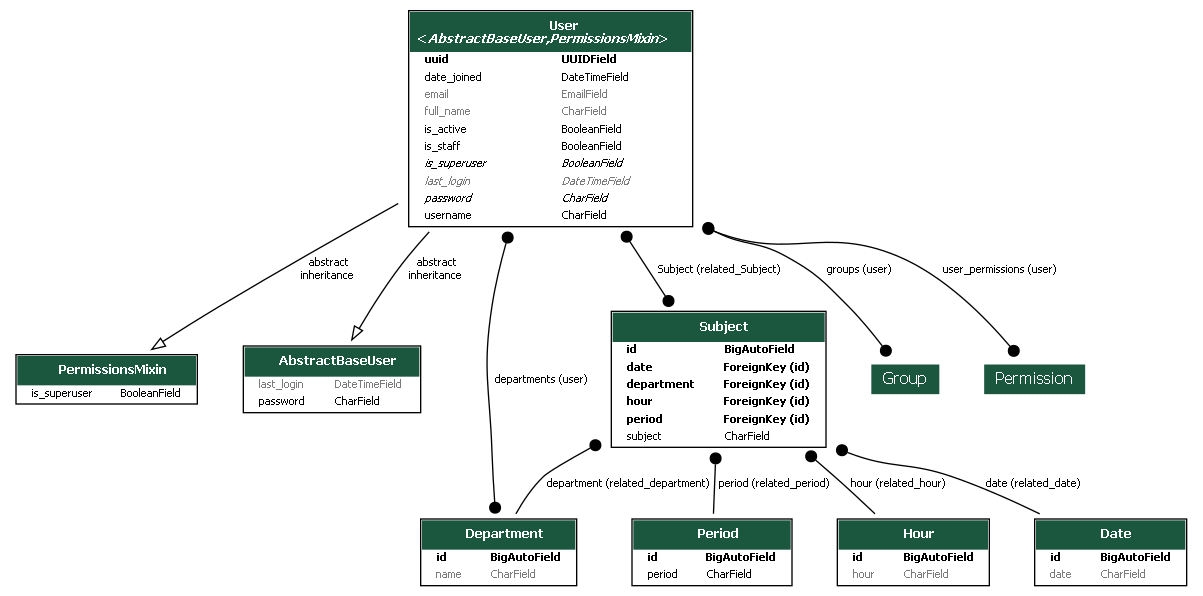 User
<AbstractBaseUser,PermissionsMixin>
uuid UUIDField
date_joined DateTimeField
email EmailField
full_name CharField
is_active BooleanField
is_staff BooleanField
is_superuser BooleanField
last_login DateTimeField
password CharField
username CharField
abstract
inheritance
abstract
inheritance
Subject (related_Subject)
groups (user)
user_permissions (user)
departments (user)
PermissionsMixin
is_superuser BooleanField
AbstractBaseUser
last_login DateTimeField
password CharField
Subject
id BigAutoField
date ForeignKey (id)
department ForeignKey (id)
hour ForeignKey (id)
period ForeignKey (id)
subject CharField
Group
Permission
department (related_department)
period (related_period)
hour (related_hour)
date (related_date)
Department
id BigAutoField
name CharField
Period
id BigAutoField
period CharField
Hour
id BigAutoField
hour CharField
Date
id BigAutoField
date CharField